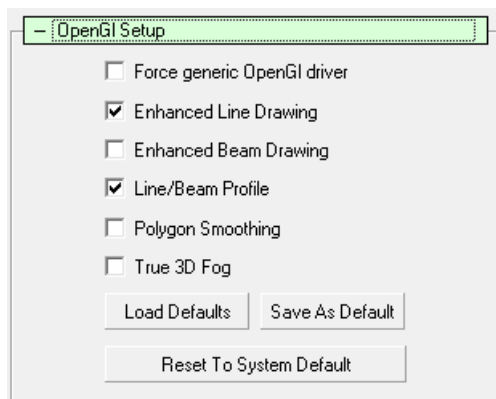 − OpenGl Setup
Force generic OpenGl driver
Enhanced Line Drawing
Enhanced Beam Drawing
Line/Beam Profile
Polygon Smoothing
True 3D Fog
Load Defaults Save As Default
Reset To System Default